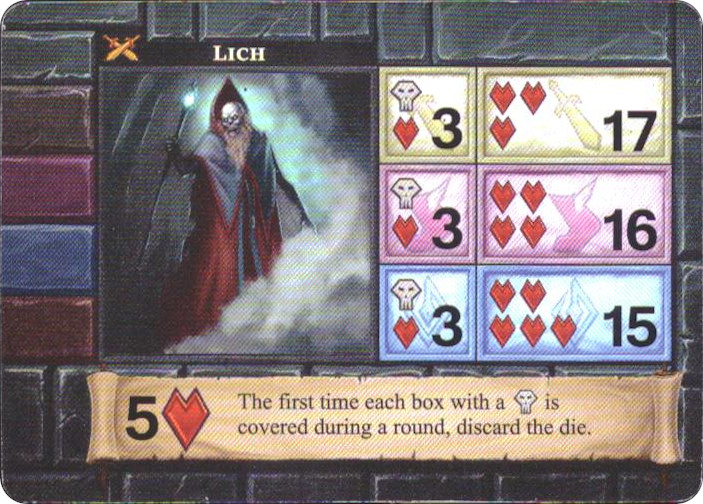 LICH
3
17
3
16
3
15
5
The first time each box with a is
covered during a round, discard the die.